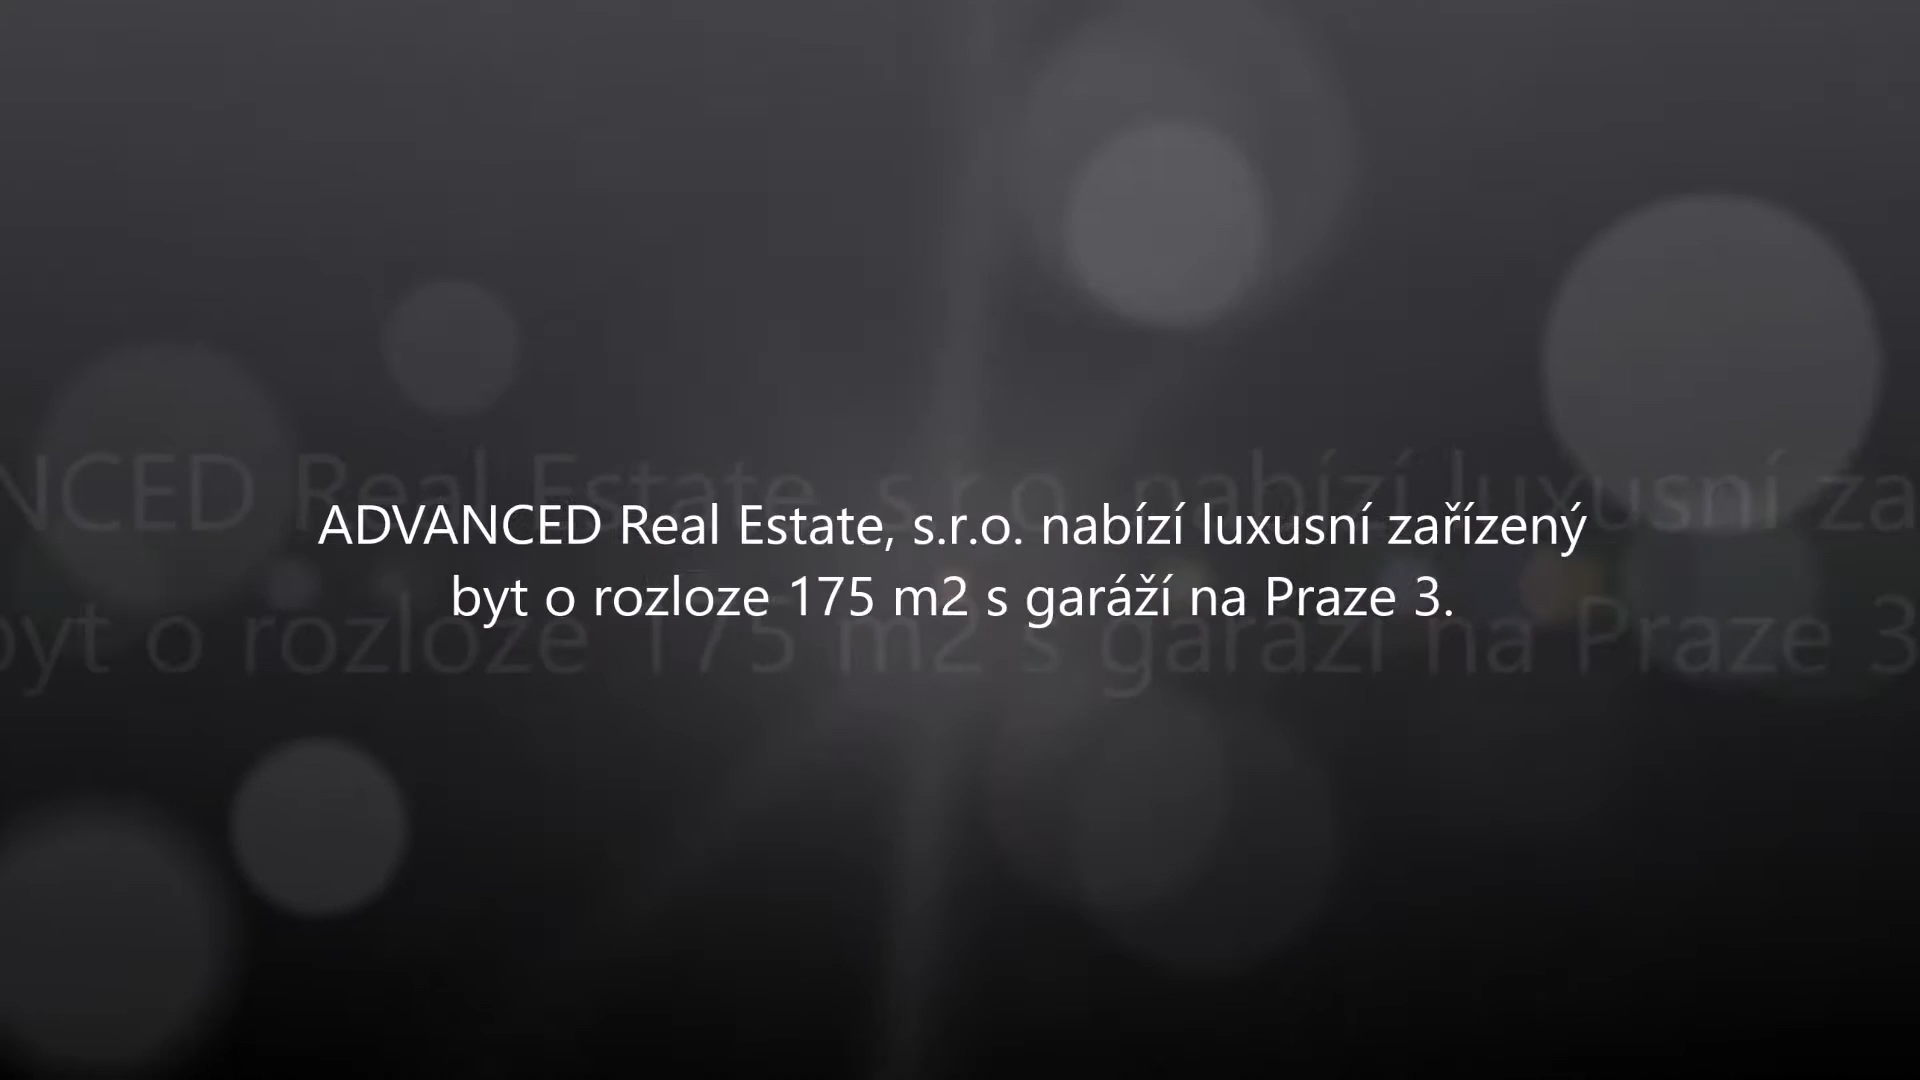 ADVANCED Real Estate, s.r.o. nabízí luxusní zařízený
byt o rozloze 175 m2 s garáží na Praze 3.